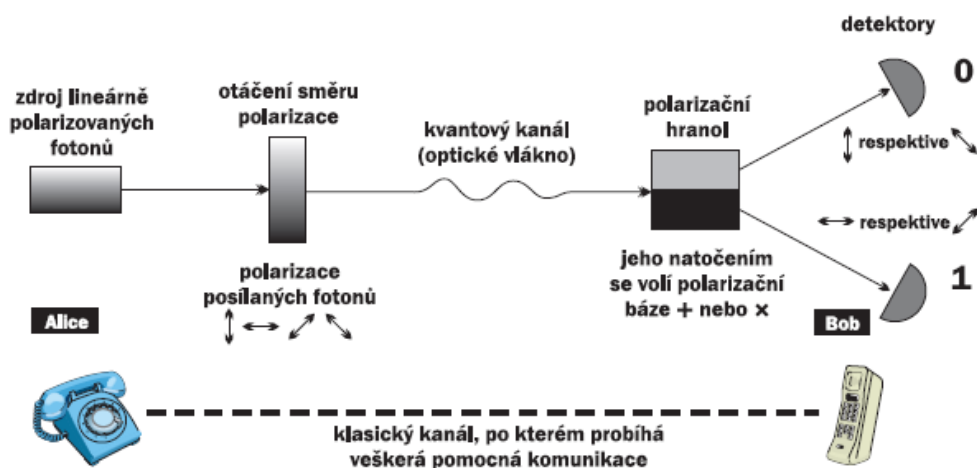 detektory
0
zdroj lineárně
polarizovaných
fotonů
otáčení směru
polarizace
kvantový kanál
(optické vlákno)
polarizační
hranol
respektive
respektive
1
polarizace
posílaných fotonů
jeho natočením
se volí polarizační
báze + nebo ×
Alice
Bob
klasický kanál, po kterém probíhá
veškerá pomocná komunikace